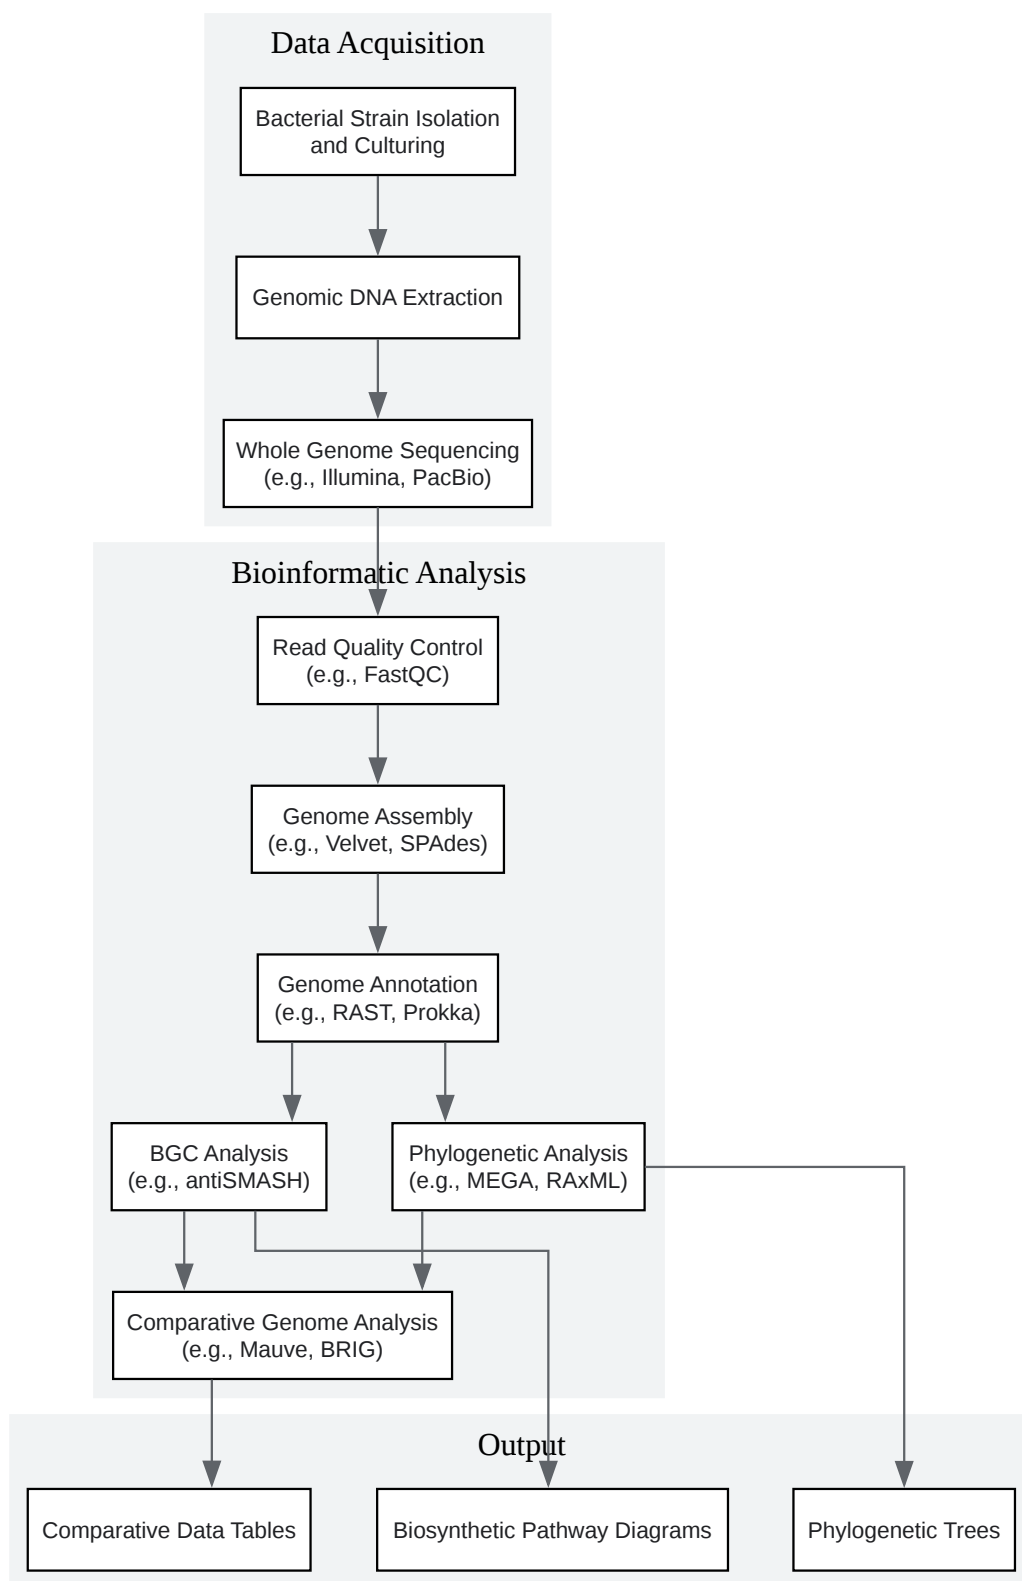 Data Acquisition
Bacterial Strain Isolation
and Culturing
Genomic DNA Extraction
Whole Genome Sequencing
(e.g., Illumina, PacBio)
Bioinformatic Analysis
Read Quality Control
(e.g., FastQC)
Genome Assembly
(e.g., Velvet, SPAdes)
Genome Annotation
(e.g., RAST, Prokka)
BGC Analysis
(e.g., antiSMASH)
Phylogenetic Analysis
(e.g., MEGA, RAxML)
Comparative Genome Analysis
(e.g., Mauve, BRIG)
Output
Comparative Data Tables
Biosynthetic Pathway Diagrams
Phylogenetic Trees